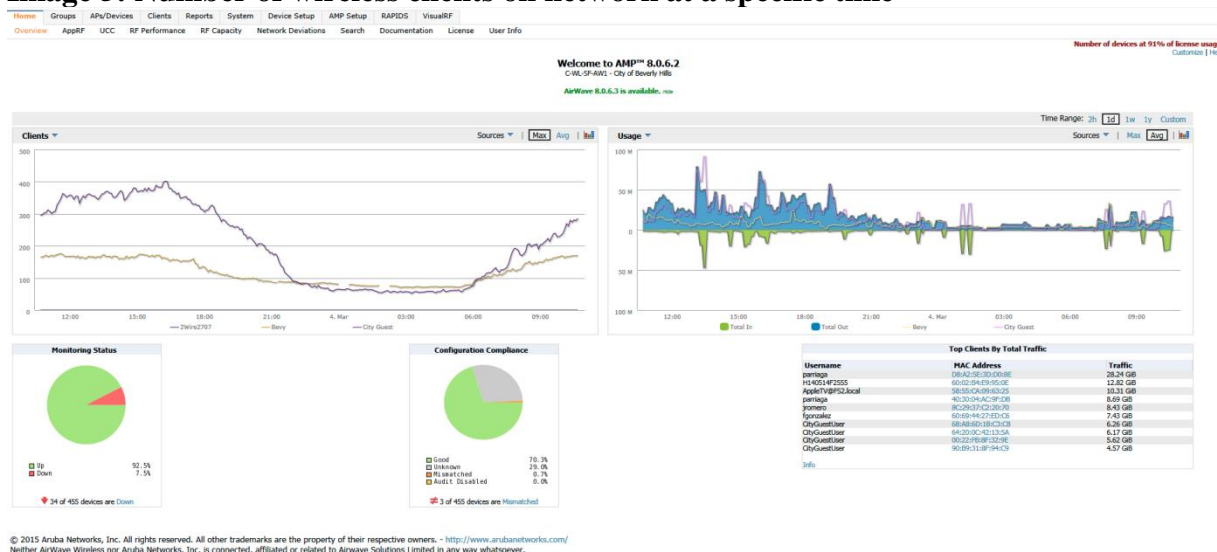 Image 3: Number of wireless clients on network at a specific time
Home Groups APs/Devices Clients Reports System Device Setup AMP Setup RAPIDS VisualRF
Overview AppRF UCC RF Performance RF Capacity Network Deviations Search Documentation License User Info
Number of devices at 91% of license usag
Customize | He
Welcome to AMP™ 8.0.6.2
C-WL-SF-AW1 - City of Beverly Hills
AirWave 8.0.6.3 is available. Hide
Time Range: 2h 1d 1w 1y Custom
Clients Sources | Max Avg |
500
400
300
200
100
0
12:00 15:00 18:00 21:00 4. Mar 03:00 06:00 09:00
2Wire2707 Bevy City Guest
Usage Sources | Max Avg |
100 M
50 M
0
50 M
100 M
12:00 15:00 18:00 21:00 4. Mar 03:00 06:00 09:00
Total In Total Out Bevy City Guest
Monitoring Status
Up 92.5%
Down 7.5%
34 of 455 devices are Down
Configuration Compliance
Good 70.3%
Unknown 29.0%
Mismatched 0.7%
Audit Disabled 0.0%
3 of 455 devices are Mismatched
Top Clients By Total Traffic
Username MAC Address Traffic
parriaga D8:A2:5E:3D:D0:8E 28.24 GiB
H140514F2555 60:02:B4:E9:95:0E 12.82 GiB
AppleTV@FS2.local 58:55:CA:09:63:25 10.31 GiB
parriaga 40:30:04:AC:9F:DB 8.69 GiB
jromero 8C:29:37:C2:20:70 8.43 GiB
fgonzalez 60:69:44:27:ED:C6 7.43 GiB
CityGuestUser 68:A8:6D:1B:C3:C8 6.26 GiB
CityGuestUser 64:20:0C:42:13:5A 6.17 GiB
CityGuestUser 00:22:FB:8F:32:9E 5.62 GiB
CityGuestUser 90:B9:31:8F:94:C9 4.57 GiB
Info
© 2015 Aruba Networks, Inc. All rights reserved. All other trademarks are the property of their respective owners. - http://www.arubanetworks.com/
Neither AirWave Wireless nor Aruba Networks, Inc. is connected, affiliated or related to Airwave Solutions Limited in any way whatsoever.